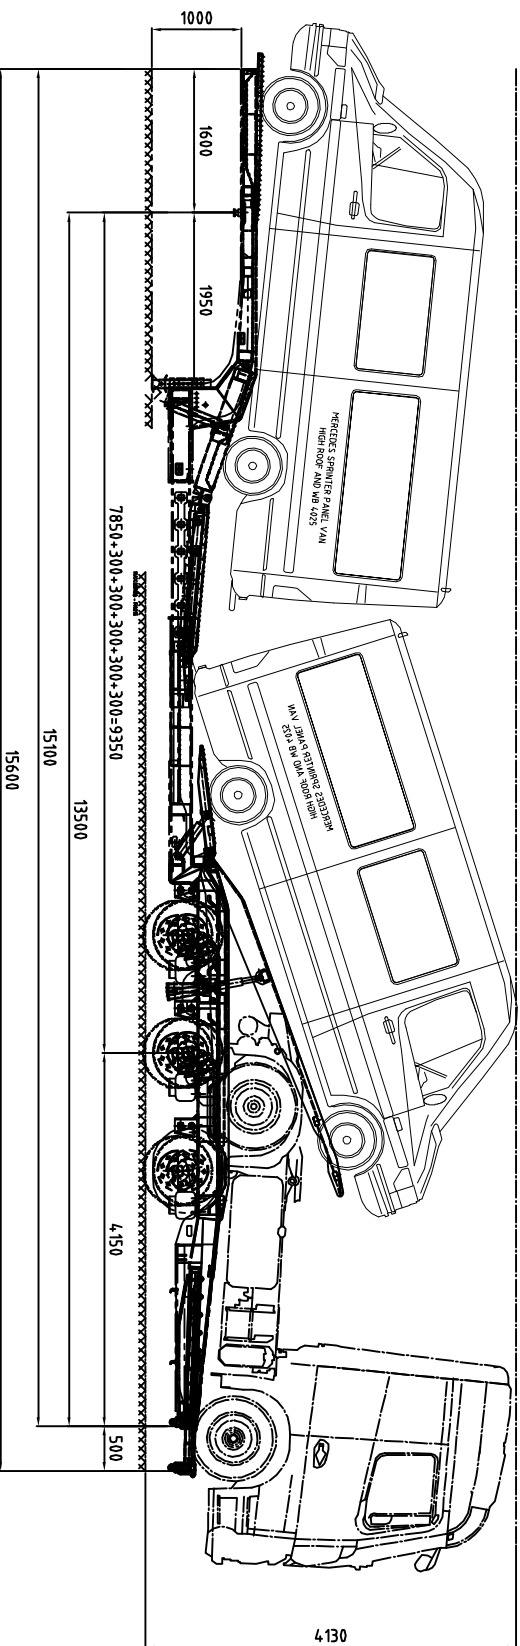 1000
1600
1950
7850+300+300+300+300+300=9350
4150
500
13500
15100
15600
4130
MERCEDES SPRINTER PANEL VAN
HIGH ROOF AND WB 4025
MERCEDES SPRINTER PANEL VAN
HIGH ROOF AND WB 4025